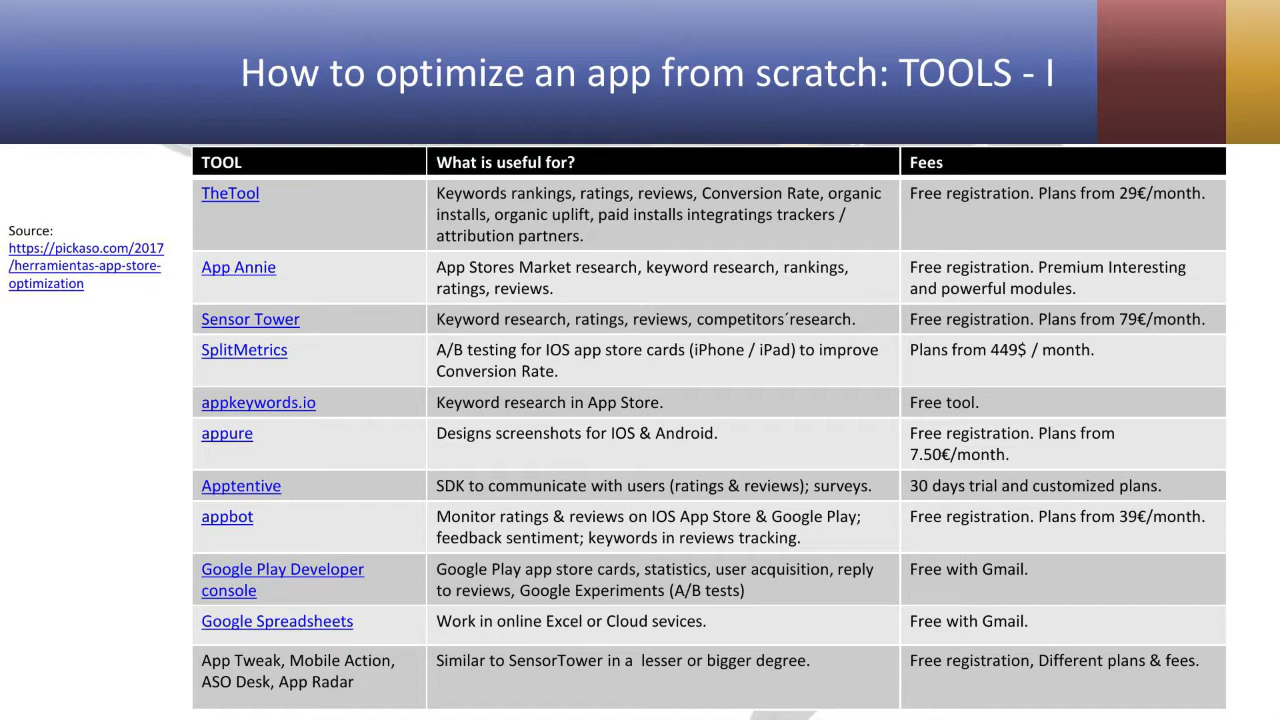 How to optimize an app from scratch: TOOLS - I
Source:
https://pickaso.com/2017
/herramientas-app-store-
optimization
TOOL
What is useful for?
Fees
TheTool
Keywords rankings, ratings, reviews, Conversion Rate, organic
installs, organic uplift, paid installs integratings trackers /
attribution partners.
Free registration. Plans from 29€/month.
App Annie
App Stores Market research, keyword research, rankings,
ratings, reviews.
Free registration. Premium Interesting
and powerful modules.
Sensor Tower
Keyword research, ratings, reviews, competitors´research.
Free registration. Plans from 79€/month.
SplitMetrics
A/B testing for IOS app store cards (iPhone / iPad) to improve
Conversion Rate.
Plans from 449$ / month.
appkeywords.io
Keyword research in App Store.
Free tool.
appure
Designs screenshots for IOS & Android.
Free registration. Plans from
7.50€/month.
Apptentive
SDK to communicate with users (ratings & reviews); surveys.
30 days trial and customized plans.
appbot
Monitor ratings & reviews on IOS App Store & Google Play;
feedback sentiment; keywords in reviews tracking.
Free registration. Plans from 39€/month.
Google Play Developer
console
Google Play app store cards, statistics, user acquisition, reply
to reviews, Google Experiments (A/B tests)
Free with Gmail.
Google Spreadsheets
Work in online Excel or Cloud sevices.
Free with Gmail.
App Tweak, Mobile Action,
ASO Desk, App Radar
Similar to SensorTower in a  lesser or bigger degree.
Free registration, Different plans & fees.